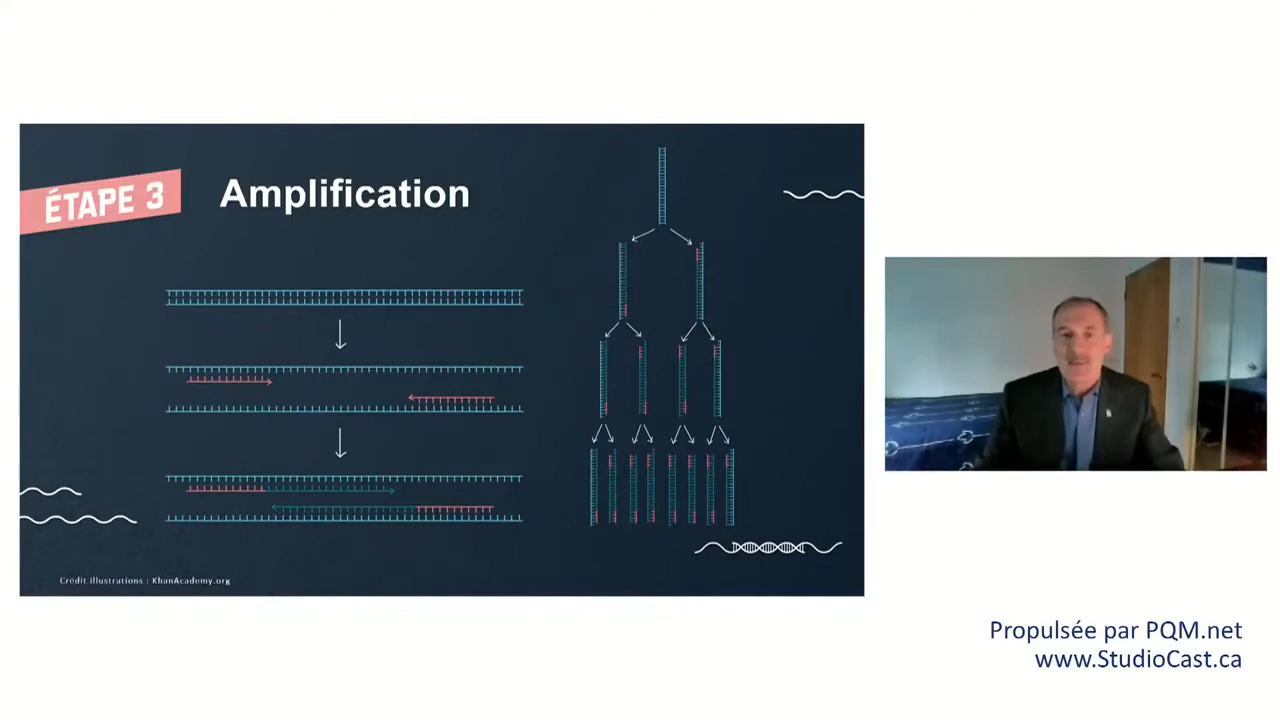 ÉTAPE 3
Amplification
Crédit illustrations : KhanAcademy.org
Propulsée par PQM.net
www.StudioCast.ca